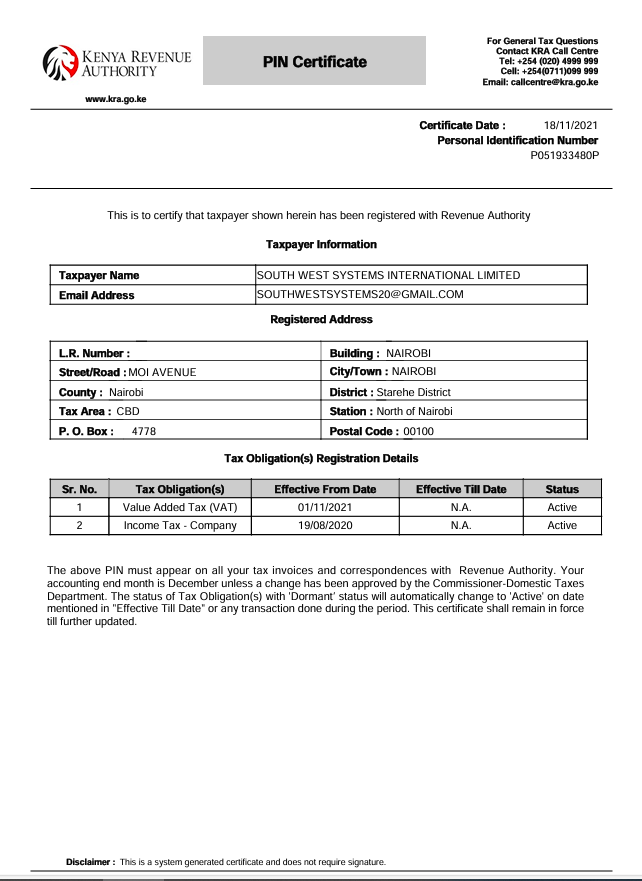 KENYA REVENUE
AUTHORITY
www.kra.go.ke
PIN Certificate
For General Tax Questions
Contact KRA Call Centre
Tel: +254 (020) 4999 999
Cell: +254(0711)099 999
Email: callcentre@kra.go.ke
Certificate Date : 18/11/2021
Personal Identification Number
P051933480P
This is to certify that taxpayer shown herein has been registered with Revenue Authority
Taxpayer Information
Taxpayer Name SOUTH WEST SYSTEMS INTERNATIONAL LIMITED
Email Address SOUTHWESTSYSTEMS20@GMAIL.COM
Registered Address
L.R. Number : Building : NAIROBI
Street/Road : MOI AVENUE City/Town : NAIROBI
County : Nairobi District : Starehe District
Tax Area : CBD Station : North of Nairobi
P. O. Box : 4778 Postal Code : 00100
Tax Obligation(s) Registration Details
Sr. No. Tax Obligation(s) Effective From Date Effective Till Date Status
1 Value Added Tax (VAT) 01/11/2021 N.A. Active
2 Income Tax - Company 19/08/2020 N.A. Active
The above PIN must appear on all your tax invoices and correspondences with Revenue Authority. Your
accounting end month is December unless a change has been approved by the Commissioner-Domestic Taxes
Department. The status of Tax Obligation(s) with 'Dormant' status will automatically change to 'Active' on date
mentioned in "Effective Till Date" or any transaction done during the period. This certificate shall remain in force
till further updated.
Disclaimer : This is a system generated certificate and does not require signature.